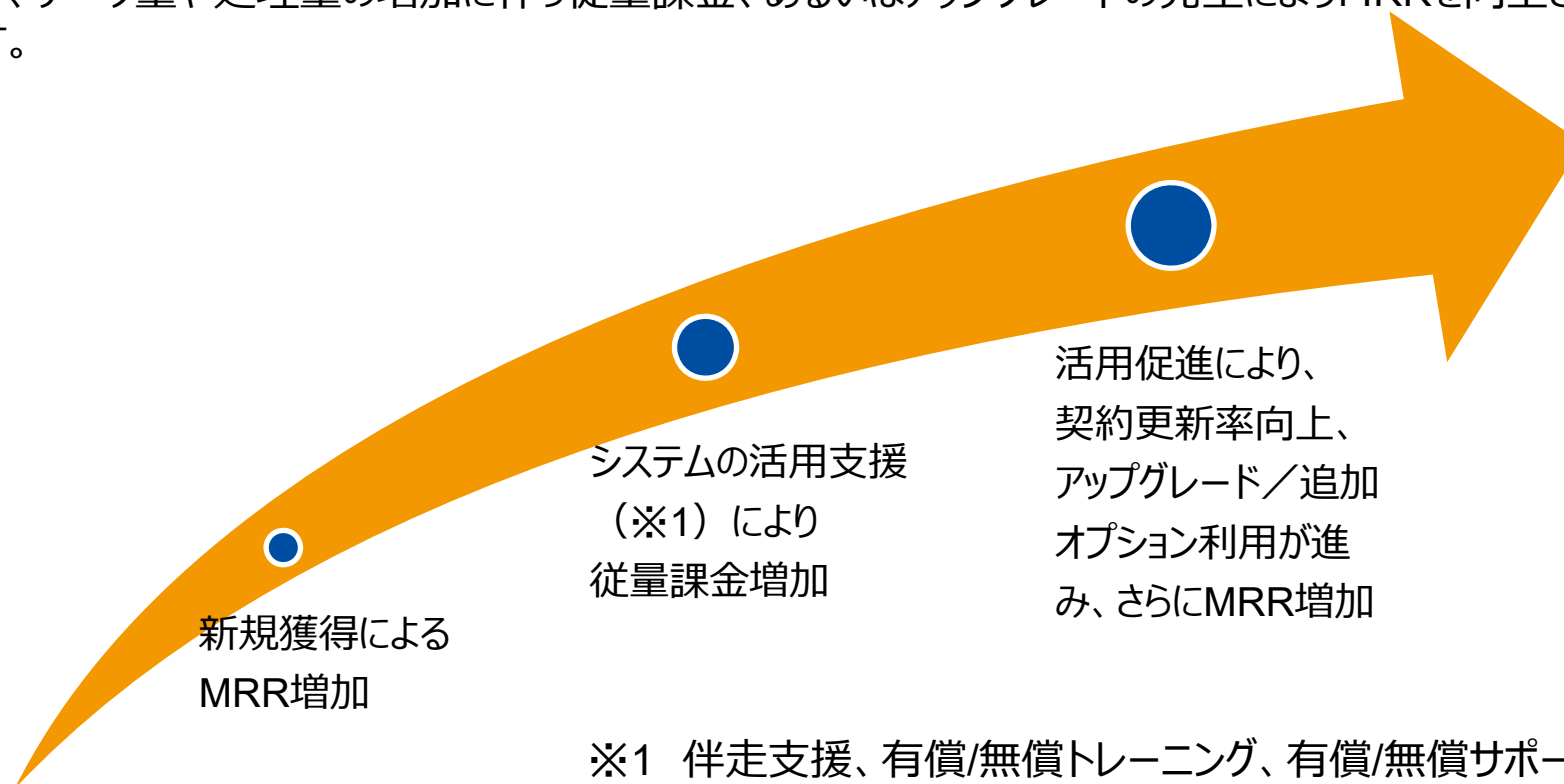 す。
新規獲得による
MRR増加
システムの活用支援
（※1）により
従量課金増加
活用促進により、
契約更新率向上、
アップグレード／追加
オプション利用が進
み、さらにMRR増加
※1 伴走支援、有償/無償トレーニング、有償/無償サポー